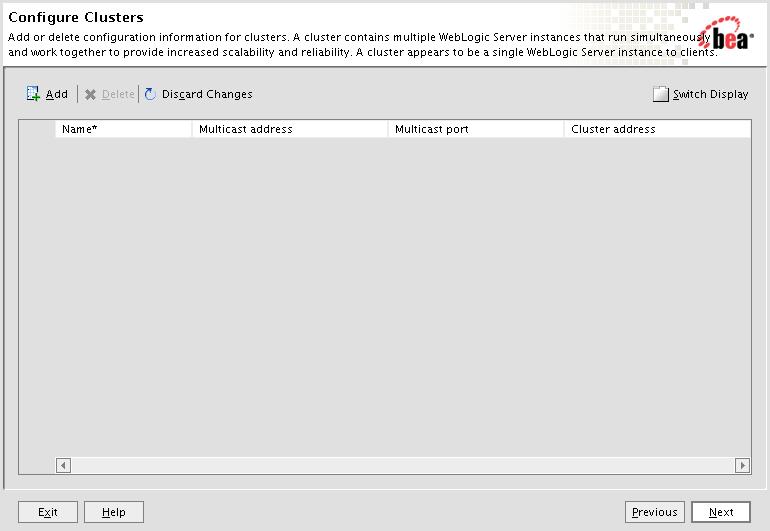 Configure Clusters
Add or delete configuration information for clusters. A cluster contains multiple WebLogic Server instances that run simultaneously
and work together to provide increased scalability and reliability. A cluster appears to be a single WebLogic Server instance to clients.
bea
Add Delete Discard Changes Switch Display
Name* Multicast address Multicast port Cluster address
Exit Help Previous Next